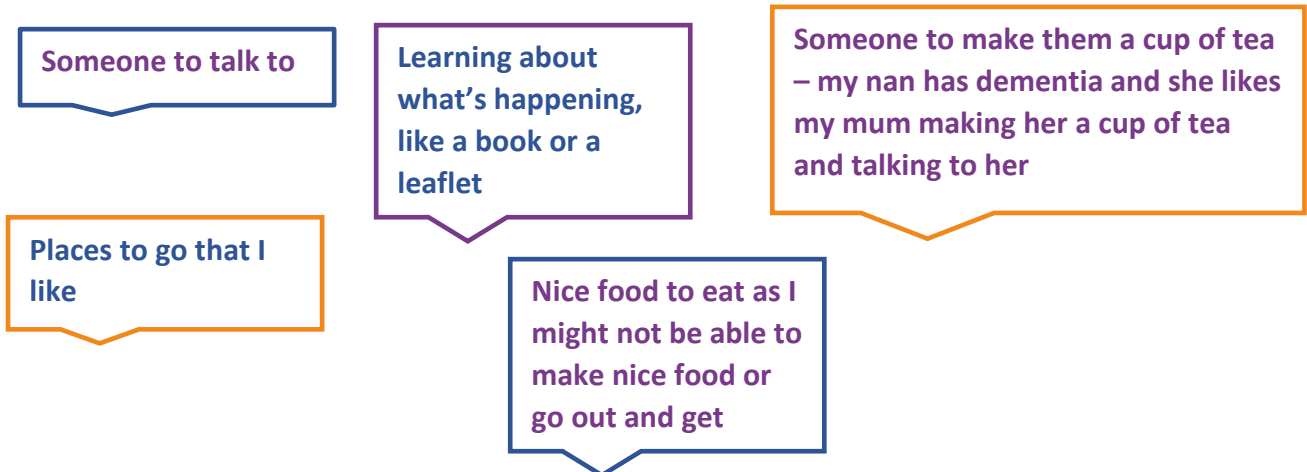 Someone to talk to
Learning about
what's happening,
like a book or a
leaflet
Someone to make them a cup of tea
– my nan has dementia and she likes
my mum making her a cup of tea
and talking to her
Places to go that I
like
Nice food to eat as I
might not be able to
make nice food or
go out and get